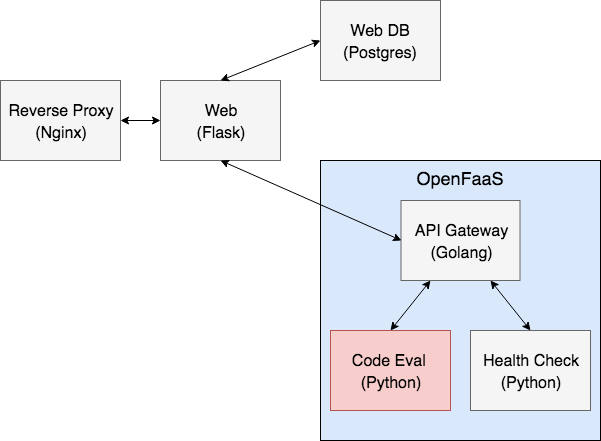 Web DB
(Postgres)
Reverse Proxy
(Nginx)
Web
(Flask)
OpenFaaS
API Gateway
(Golang)
Code Eval
(Python)
Health Check
(Python)